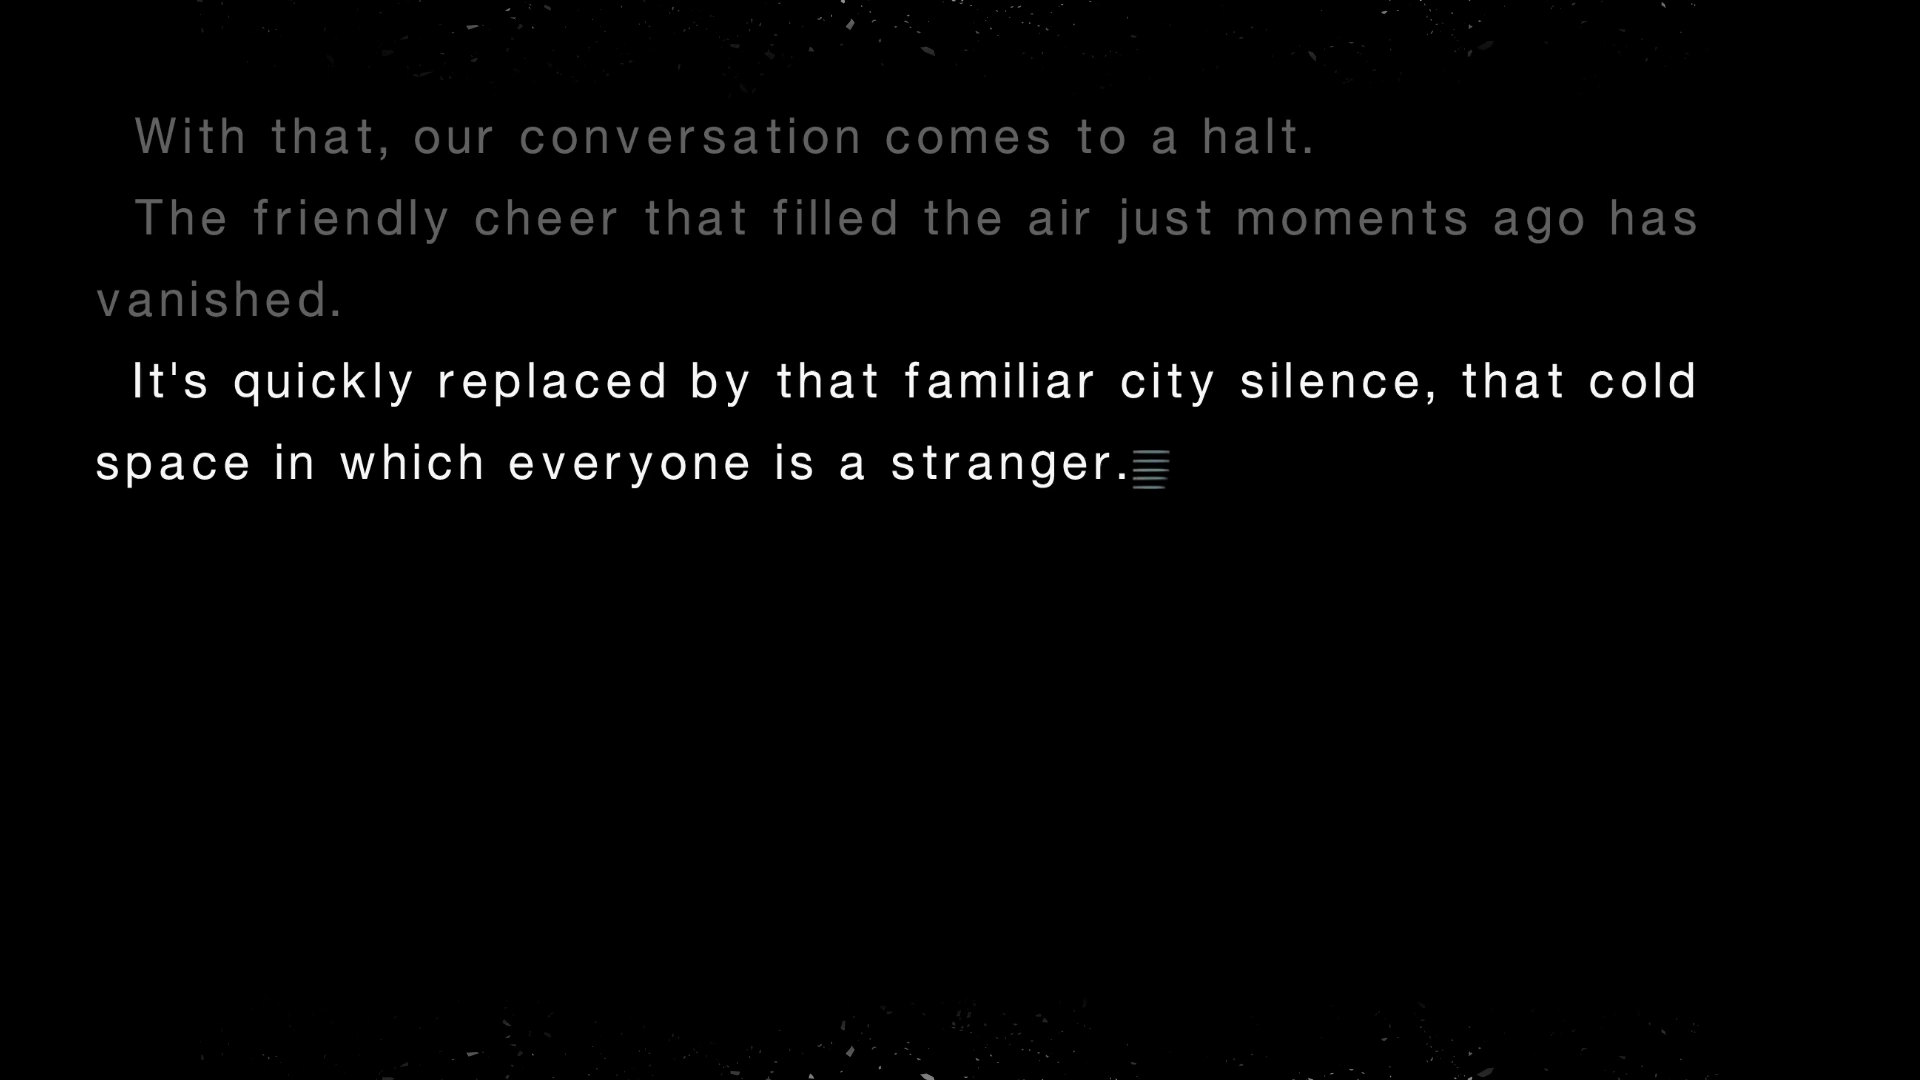 With that, our conversation comes to a halt.
The friendly cheer that filled the air just moments ago has
vanished.
It's quickly replaced by that familiar city silence, that cold
space in which everyone is a stranger.